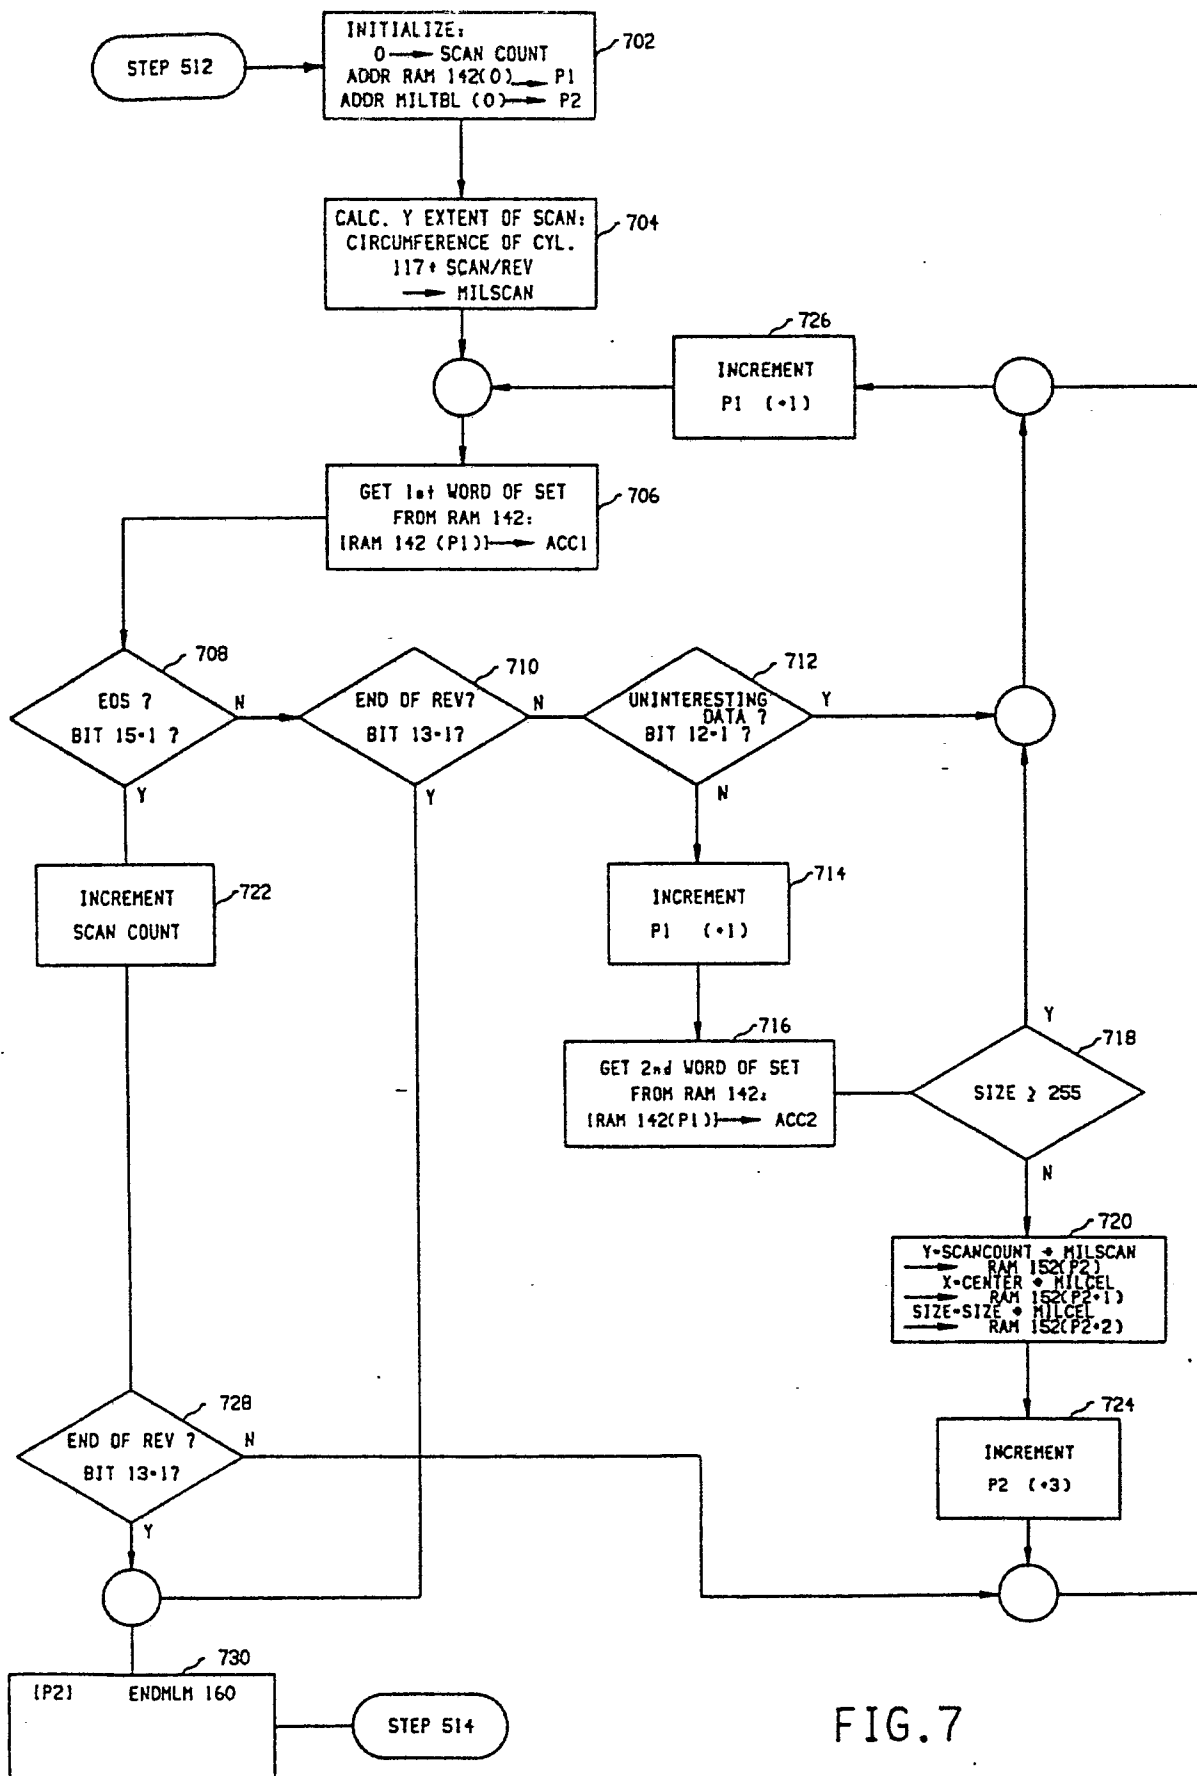 INITIALIZE:
0 → SCAN COUNT
ADDR RAM 142(0) → P1
ADDR MILTBL (0) → P2
702
STEP 512
CALC. Y EXTENT OF SCAN:
CIRCUMFERENCE OF CYL.
117÷ SCAN/REV
→ MILSCAN
704
726
INCREMENT
P1 (+1)
GET 1st WORD OF SET
FROM RAM 142:
[RAM 142 (P1)] → ACC1
706
708
EOS ?
BIT 15=1 ?
N
Y
710
END OF REV?
BIT 13=1?
N
Y
712
UNINTERESTING
DATA ?
BIT 12=1 ?
Y
N
714
INCREMENT
P1 (+1)
722
INCREMENT
SCAN COUNT
716
GET 2nd WORD OF SET
FROM RAM 142:
[RAM 142(P1)] → ACC2
Y
718
SIZE ≥ 255
N
720
Y=SCANCOUNT * MILSCAN
→ RAM 152(P2)
X=CENTER * MILCEL
→ RAM 152(P2+1)
SIZE=SIZE * MILCEL
→ RAM 152(P2+2)
724
INCREMENT
P2 (+3)
728
END OF REV ?
BIT 13=1?
N
Y
730
[P2] ENDMLM 160
STEP 514
FIG.7